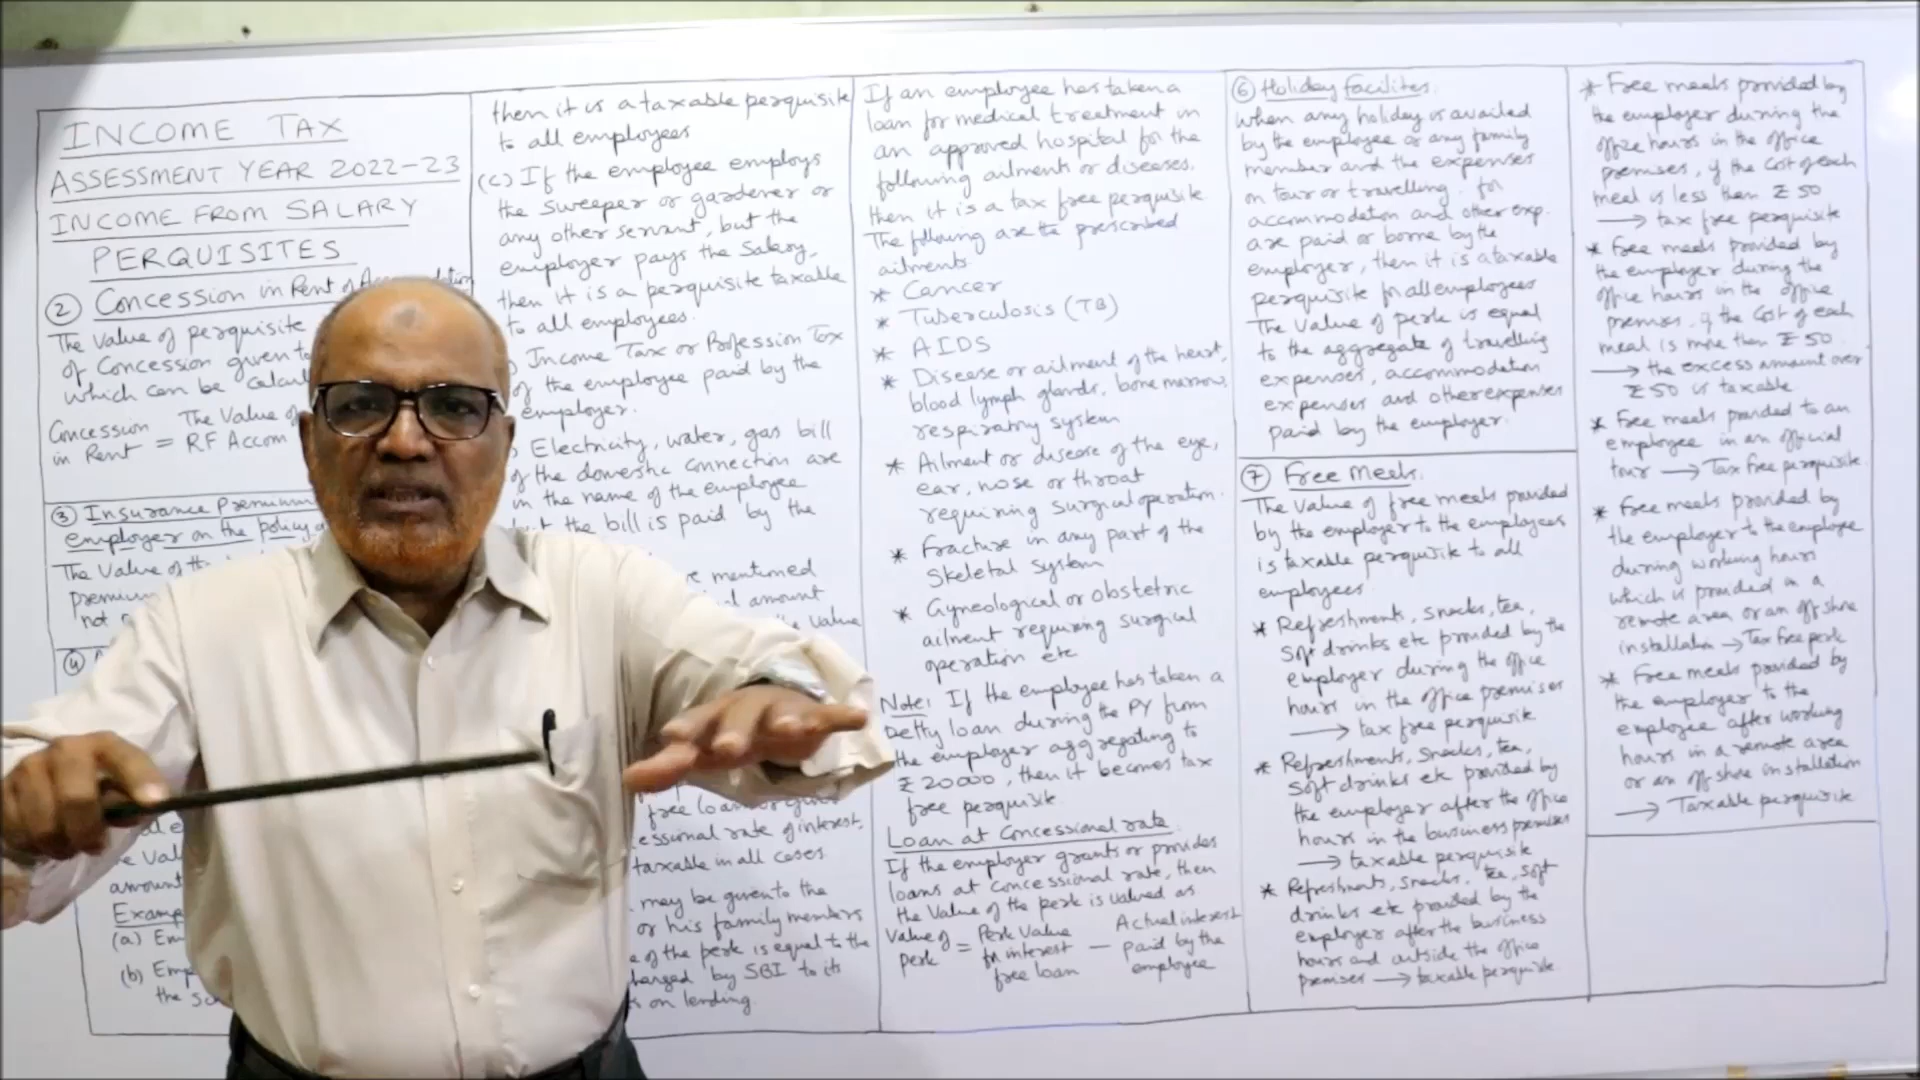 INCOME TAX
ASSESSMENT YEAR 2022-23
INCOME FROM SALARY
PERQUISITES
② Concession in Rent of
The Value of perquisite
of Concession given to
which can be
Concession The Value of
in Rent = RF Accom
③ Insurance Premium
employer on the policy
The Value of the
premium
not
④
amount
(a)
(b)
the
then it is a taxable perquisite
to all employees
(c) If the employee employs
the sweeper or gardener or
any other servant, but the
employer pays the Salary,
then it is a perquisite taxable
to all employees.
Income Tax or Profession Tax
of the employee paid by the
employer.
Electricity, water, gas bill
of the domestic connection are
in the name of the employee
but the bill is paid by the
mentioned
amount
Value
free loan or
rate of interest,
taxable in all cases
may be given to the
or his family members
of the perk is equal to the
by SBI to its
on lending.
If an employee has taken a
loan for medical treatment in
an approved hospital for the
following ailments or diseases,
then it is a tax free perquisite
The following are the prescribed
ailments
* Cancer
* Tuberculosis (TB)
* AIDS
* Disease or ailment of the heart,
blood lymph glands, bone marrow,
respiratory system
* Ailment or disease of the eye,
ear, nose or throat
requiring surgical operation.
* Fracture in any part of the
Skeletal system
* Gyneological or obstetric
ailment requiring surgical
operation etc
Note: If the employee has taken a
petty loan during the PY from
the employer aggregating to
₹ 20000, then it becomes tax
free perquisite.
Loan at Concessional rate
If the employer grants or provides
loans at concessional rate, then
the Value of the perk is valued as
Value of Perk Value Actual interest
perk = for interest — paid by the
free loan employee
⑥ Holiday facilites.
When any holiday is availed
by the employee or any family
member and the expenses
on tour or travelling. for
accommodation and other exp.
are paid or borne by the
employer, then it is a taxable
perquisite for all employees
The Value of perk is equal
to the aggregate of travelling
expenses, accommodation
expenses and other expenses
paid by the employer.
⑦ Free Meals.
The Value of free meals provided
by the employer to the employees
is taxable perquisite to all
employees.
* Refreshments, snacks, tea,
Soft drinks etc provided by the
employer during the office
hours in the office premises
→ tax free perquisite
* Refreshments, Snacks, tea,
Soft drinks etc provided by
the employer after the office
hours in the business premises
→ taxable perquisite
* Refreshments, snacks, tea, soft
drinks etc provided by the
employer after the business
hours and outside the office
premises → taxable perquisite
* Free meals provided by
the employer during the
office hours in the office
premises, if the Cost of each
meal is less than ₹ 50
→ tax free perquisite
* Free meals provided by
the employer during the
office hours in the office
premises, if the Cost of each
meal is more than ₹ 50
→ the excess amount over
₹ 50 is taxable
* Free meals provided to an
employee in an official
tour → Tax free perquisite
* Free meals provided by
the employer to the employee
during working hours
which is provided in a
remote area or an off shore
installation → Tax free perk
* Free meals provided by
the employer to the
employee after working
hours in a remote area
or an off shore installation
→ Taxable perquisite